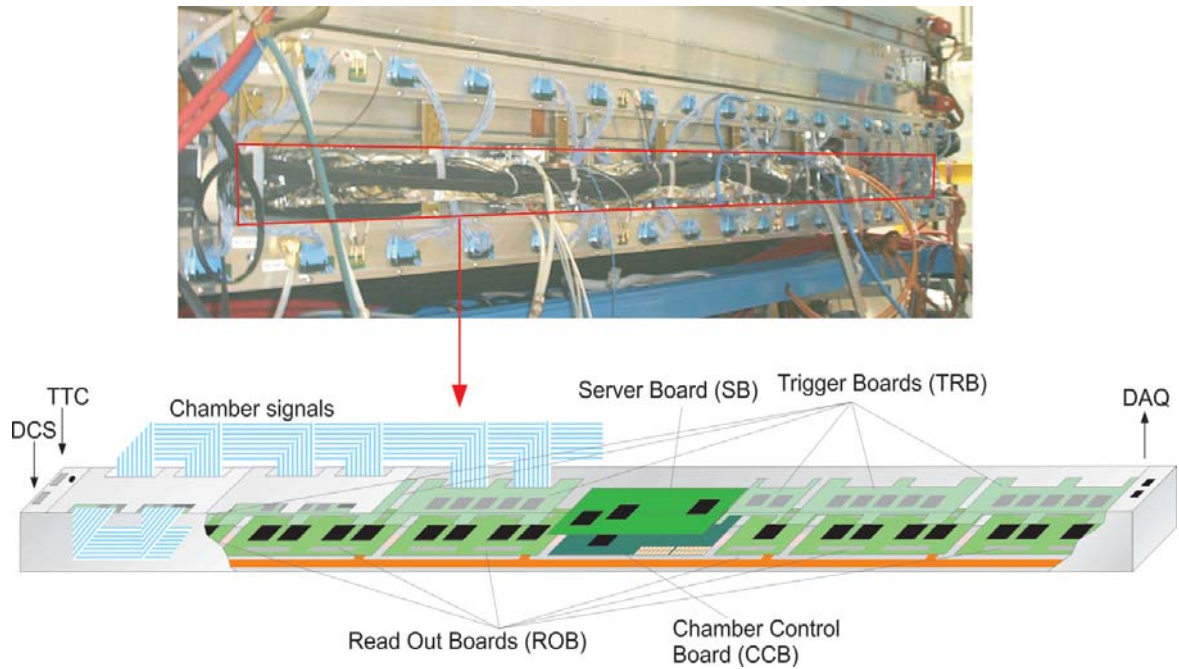 Server Board (SB)
Trigger Boards (TRB)
TTC
DAQ
Chamber signals
DCS
Read Out Boards (ROB)
Chamber Control
Board (CCB)